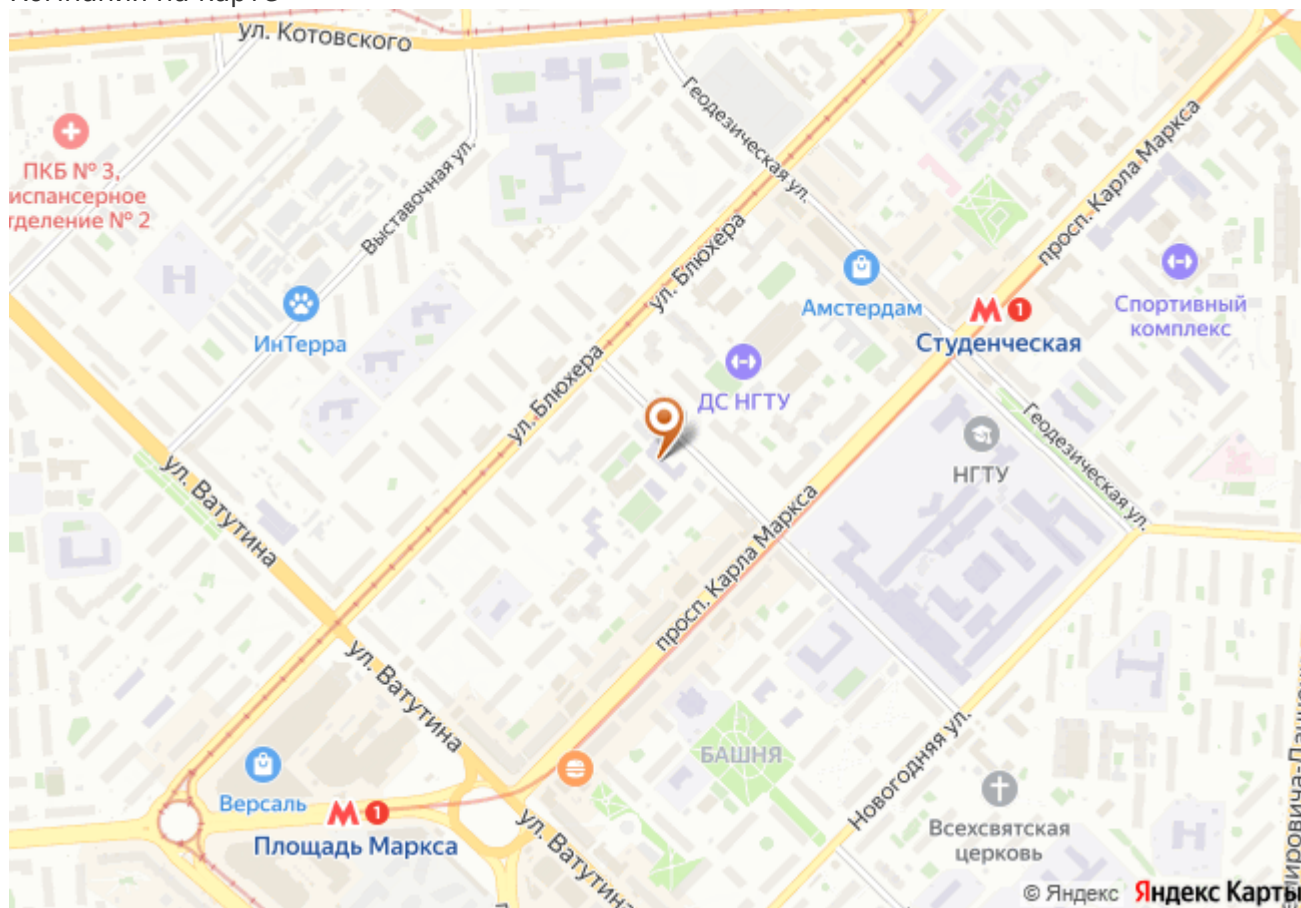 ул. Котовского
Геодезическая ул.
просп. Карла Маркса
ПКБ № 3,
испансерное
тделение № 2
Выставочная ул.
ул. Блюхера
Амстердам
М 1
Студенческая
Спортивный
комплекс
ИнТерра
ул. Блюхера
ДС НГТУ
НГТУ
Геодезическая ул.
ул. Ватутина
просп. Карла Маркса
ул. Ватутина
БАШНЯ
Новогодняя ул.
Версаль
М 1
Площадь Маркса
ул. Ватутина
Всехсвятская
церковь
© Яндекс Яндекс Карты